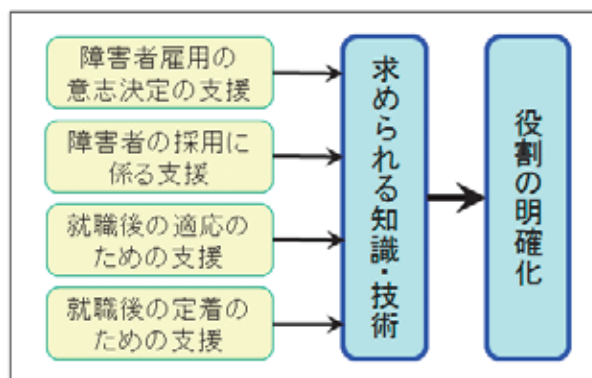 障害者雇用の
意志決定の支援
障害者の採用に
係る支援
就職後の適応の
ための支援
就職後の定着の
ための支援
求められる知識・技術
役割の明確化